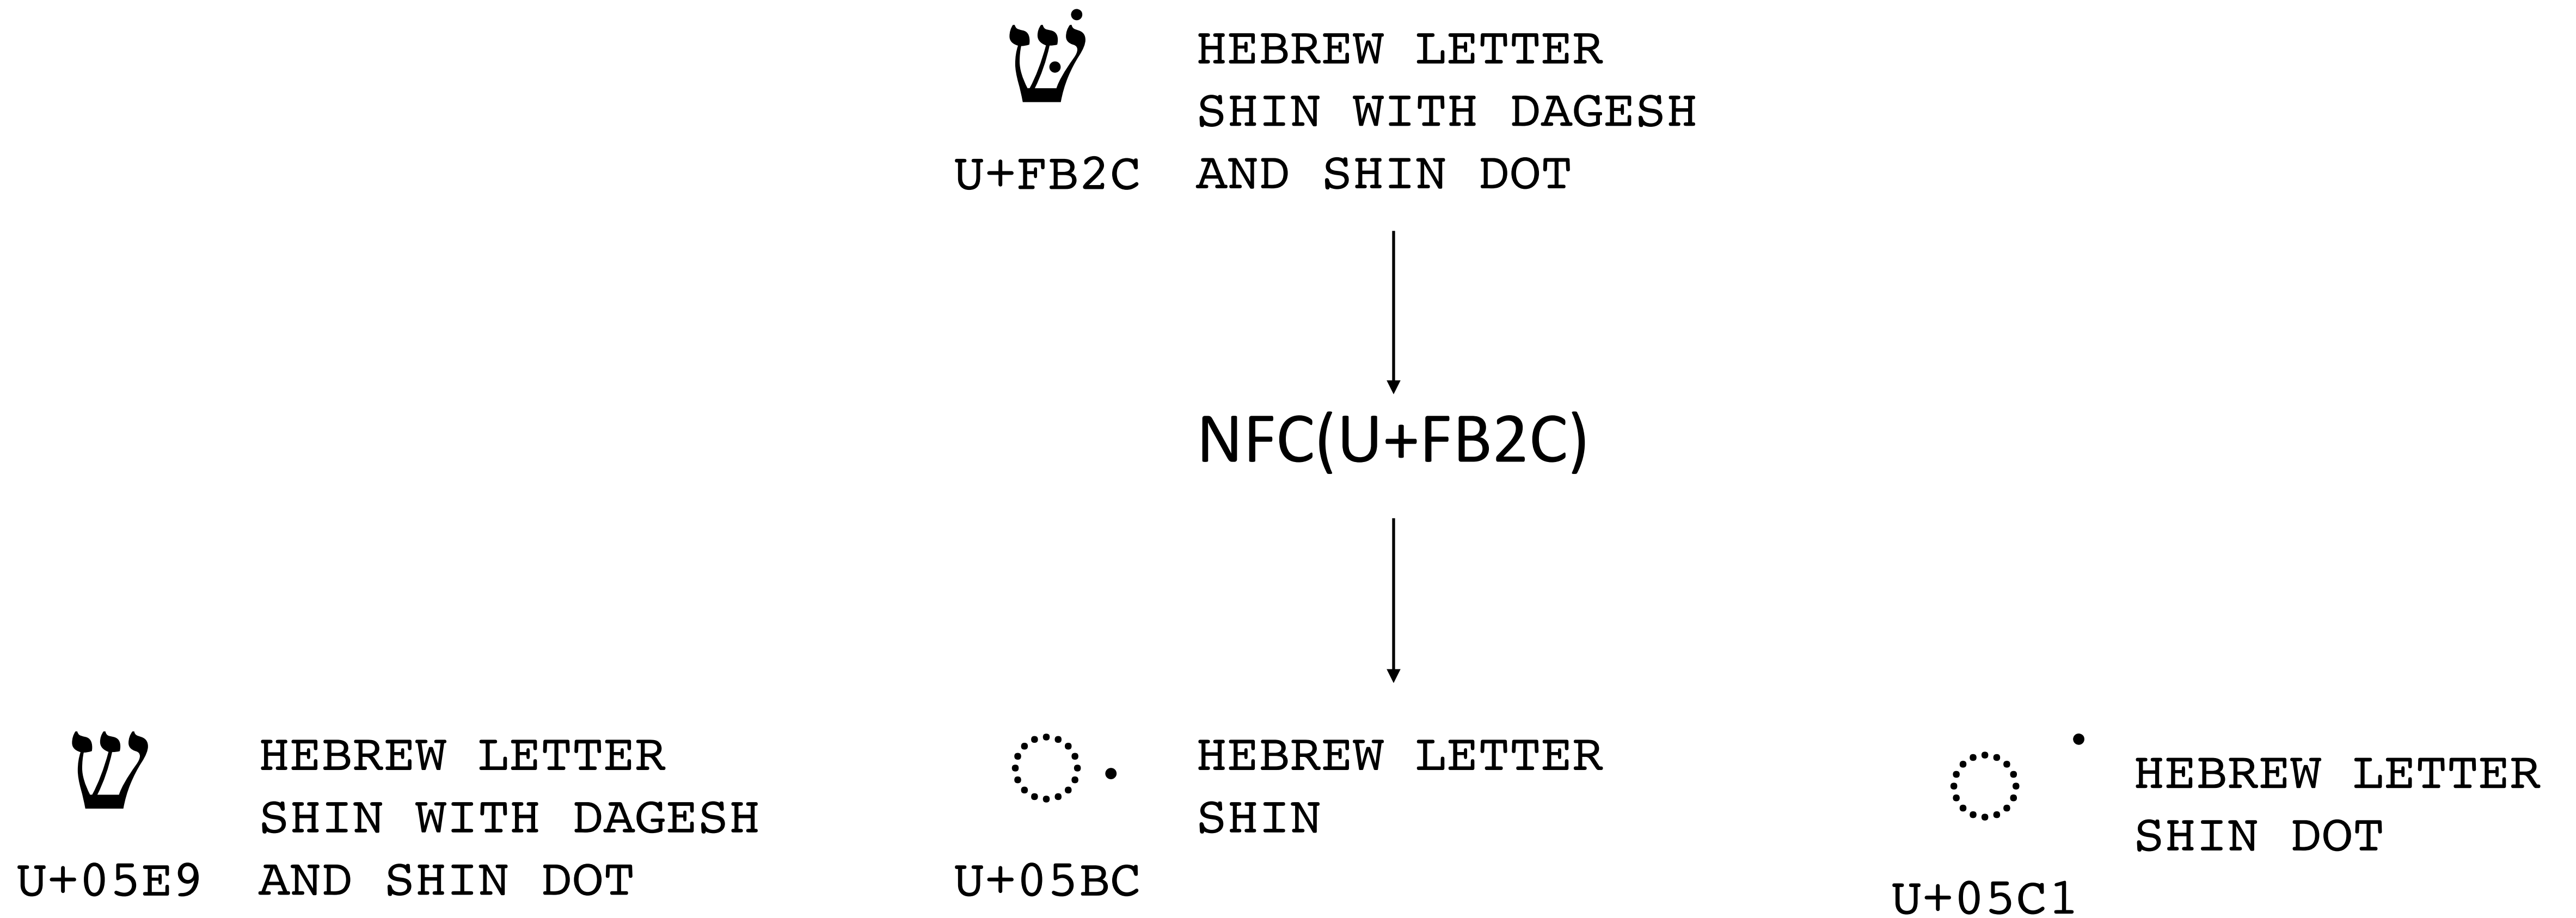 שּׁ
HEBREW LETTER
SHIN WITH DAGESH
U+FB2C AND SHIN DOT
NFC(U+FB2C)
ש
HEBREW LETTER
SHIN WITH DAGESH
U+05E9 AND SHIN DOT
◌ּ
HEBREW LETTER
SHIN
U+05BC
◌ׁ
HEBREW LETTER
SHIN DOT
U+05C1